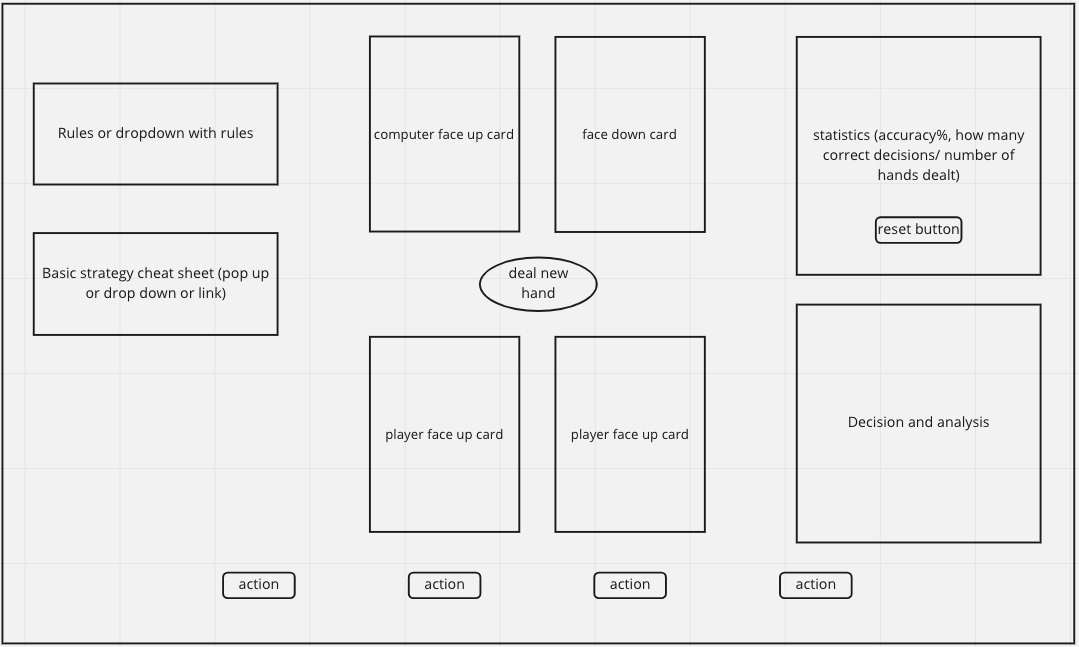 Rules or dropdown with rules
Basic strategy cheat sheet (pop up
or drop down or link)
computer face up card
face down card
deal new
hand
player face up card
player face up card
statistics (accuracy%, how many
correct decisions/ number of
hands dealt)
reset button
Decision and analysis
action
action
action
action